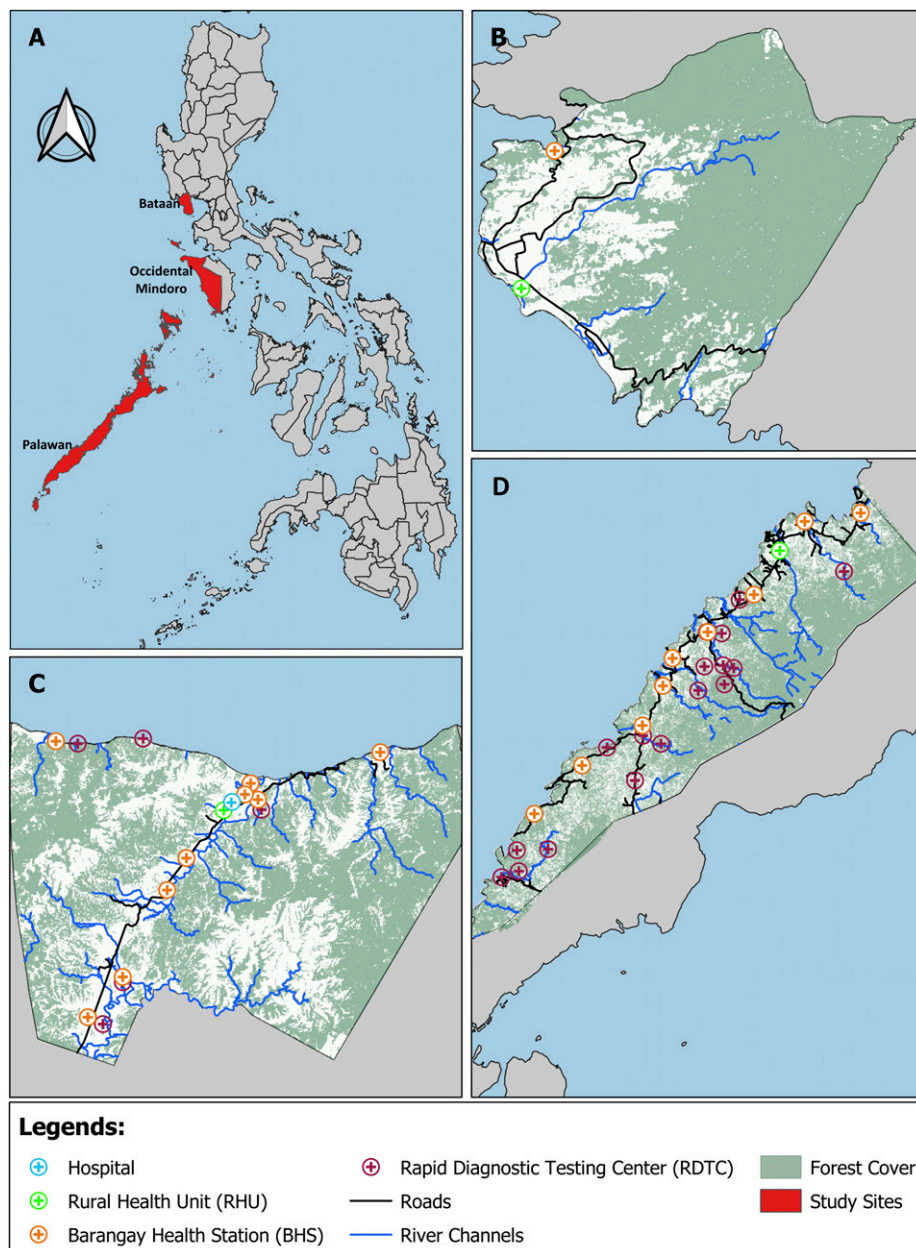 A
Bataan
Occidental
Mindoro
Palawan
B
C
D
Legends:
Hospital
Rural Health Unit (RHU)
Barangay Health Station (BHS)
Rapid Diagnostic Testing Center (RDTC)
Roads
River Channels
Forest Cover
Study Sites